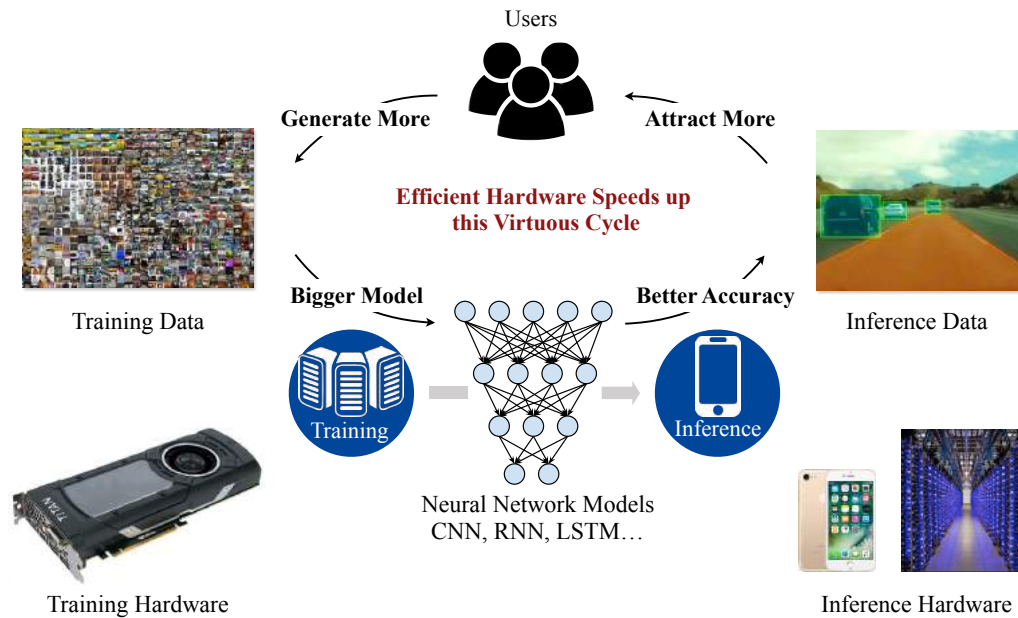 Users
Generate More
Attract More
Efficient Hardware Speeds up
this Virtuous Cycle
Bigger Model
Better Accuracy
Training Data
Inference Data
Training
Inference
TITAN
Neural Network Models
CNN, RNN, LSTM…
Training Hardware
Inference Hardware